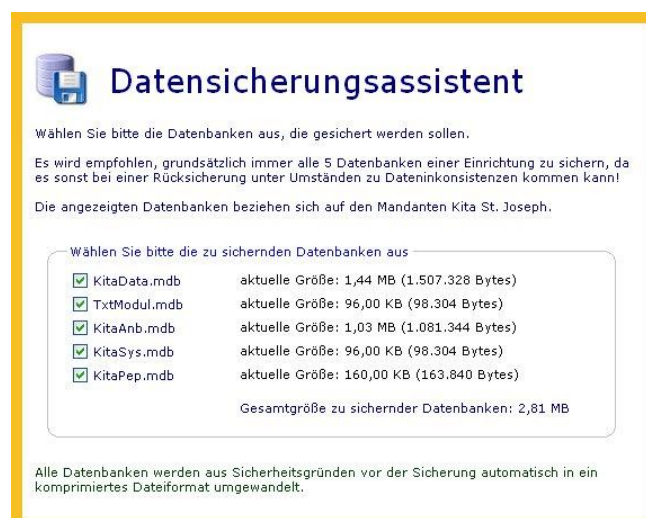 Datensicherungsassistent
Wählen Sie bitte die Datenbanken aus, die gesichert werden sollen.
Es wird empfohlen, grundsätzlich immer alle 5 Datenbanken einer Einrichtung zu sichern, da
es sonst bei einer Rücksicherung unter Umständen zu Dateninkonsistenzen kommen kann!
Die angezeigten Datenbanken beziehen sich auf den Mandanten Kita St. Joseph.
Wählen Sie bitte die zu sichernden Datenbanken aus
KitaData.mdb aktuelle Größe: 1,44 MB (1.507.328 Bytes)
TxtModul.mdb aktuelle Größe: 96,00 KB (98.304 Bytes)
KitaAnb.mdb aktuelle Größe: 1,03 MB (1.081.344 Bytes)
KitaSys.mdb aktuelle Größe: 96,00 KB (98.304 Bytes)
KitaPep.mdb aktuelle Größe: 160,00 KB (163.840 Bytes)
Gesamtgröße zu sichernder Datenbanken: 2,81 MB
Alle Datenbanken werden aus Sicherheitsgründen vor der Sicherung automatisch in ein
komprimiertes Dateiformat umgewandelt.